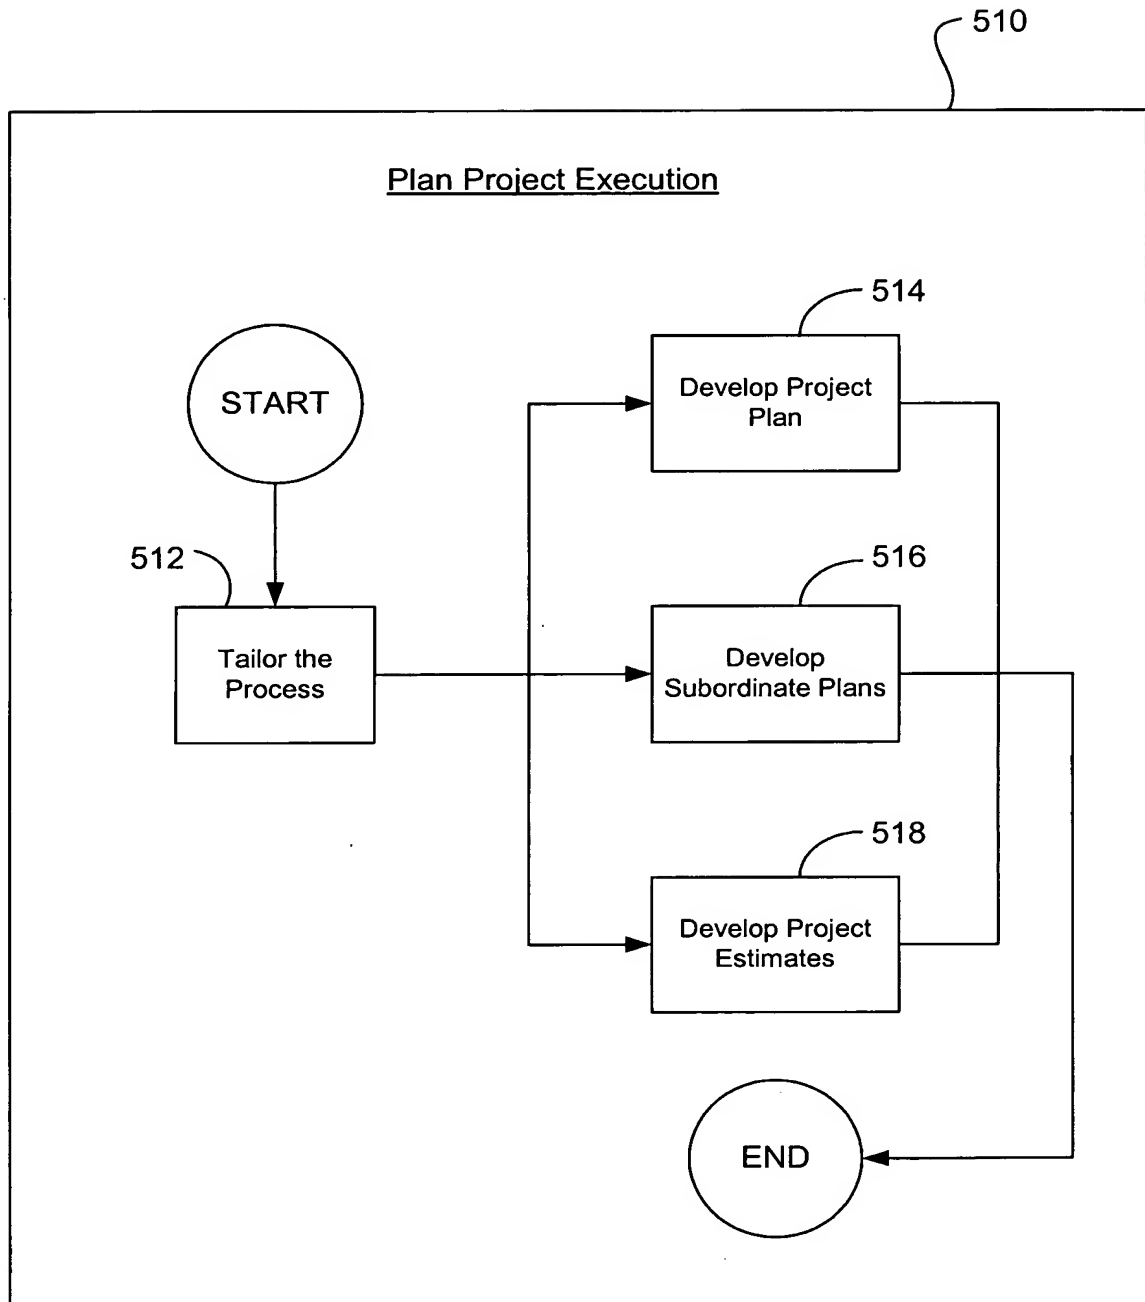 510
Plan Project Execution
514
Develop Project
Plan
START
512
516
Tailor the
Process
Develop
Subordinate Plans
518
Develop Project
Estimates
END